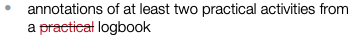 • annotations of at least two practical activities from
a practical logbook